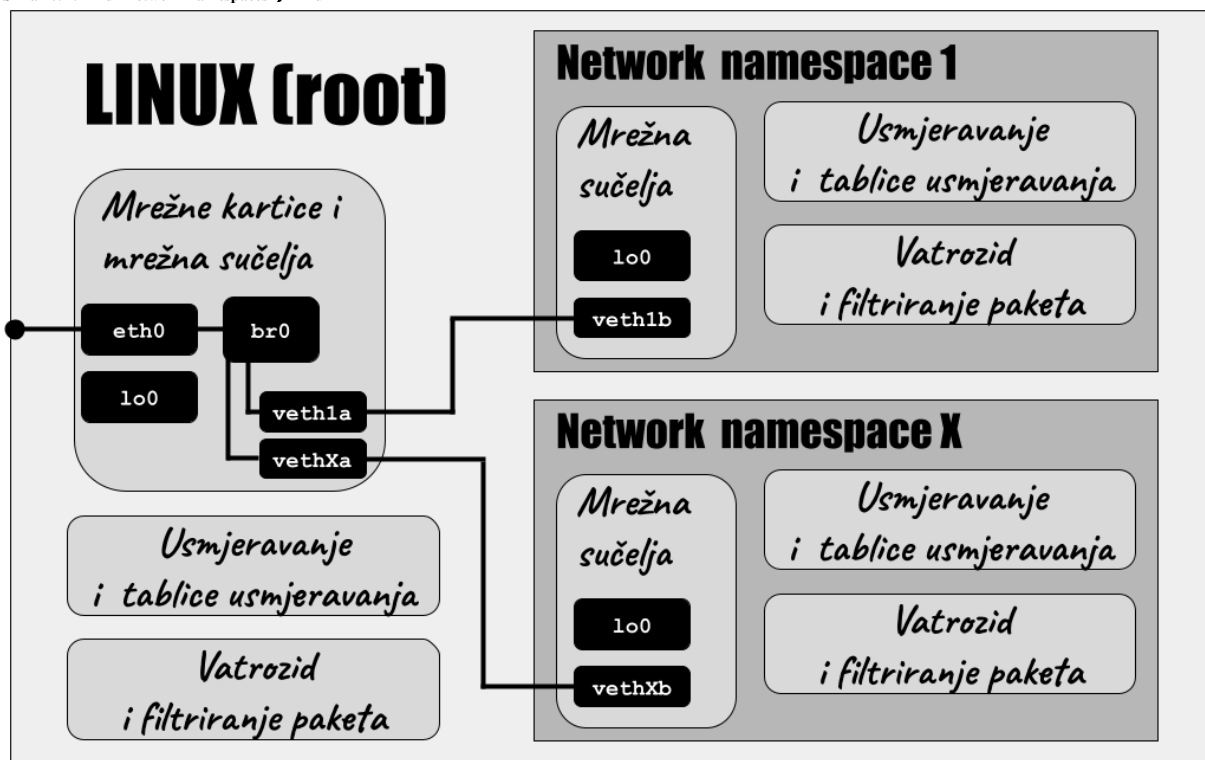 LINUX (root)
Mrežne kartice i
mrežna sučelja
eth0
br0
lo0
veth1a
vethXa
Usmjeravanje
i tablice usmjeravanja
Vatrozid
i filtriranje paketa
Network namespace 1
Mrežna
sučelja
lo0
veth1b
Usmjeravanje
i tablice usmjeravanja
Vatrozid
i filtriranje paketa
Network namespace X
Mrežna
sučelja
lo0
vethXb
Usmjeravanje
i tablice usmjeravanja
Vatrozid
i filtriranje paketa